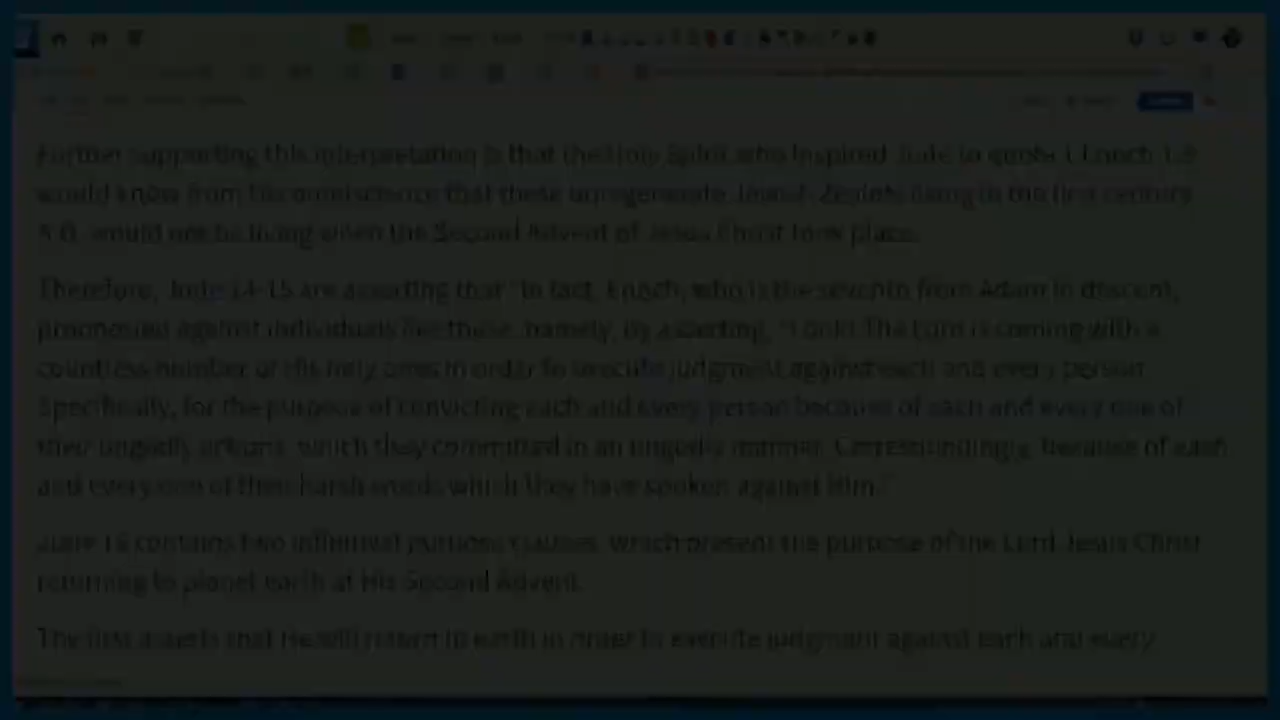 Further supporting this interpretation is that the Holy Spirit who inspired Jude to quote 1 Enoch 1:9
would know from His omniscience that these unregenerate Jewish Zealots living in the first century
A.D. would not be living when the Second Advent of Jesus Christ took place.
Therefore, Jude 14-15 are asserting that "In fact, Enoch, who is the seventh from Adam in descent,
prophesied against individuals like these, namely, by asserting, "Look! The Lord is coming with a
countless number of His holy ones in order to execute judgment against each and every person.
Specifically, for the purpose of convicting each and every person because of each and every one of
their ungodly actions, which they committed in an ungodly manner. Correspondingly, because of each
and every one of their harsh words which they have spoken against Him."
Jude 15 contains two infinitival purpose clauses, which present the purpose of the Lord Jesus Christ
returning to planet earth at His Second Advent.
The first asserts that He will return to earth in order to execute judgment against each and every